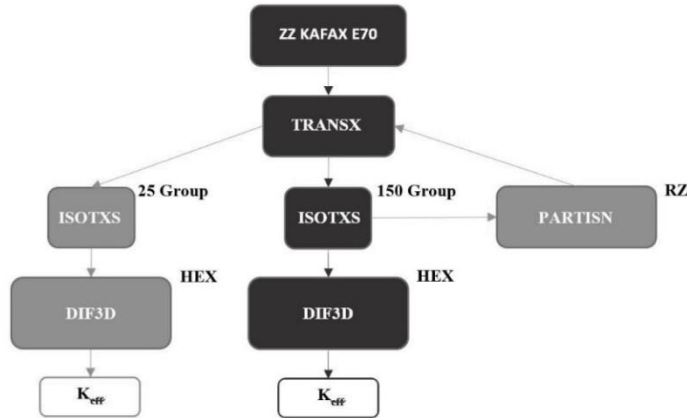 ZZ KAFAX E70
TRANSX
25 Group
150 Group
RZ
ISOTXS
ISOTXS
PARTISN
HEX
HEX
DIF3D
DIF3D
Keff
Keff